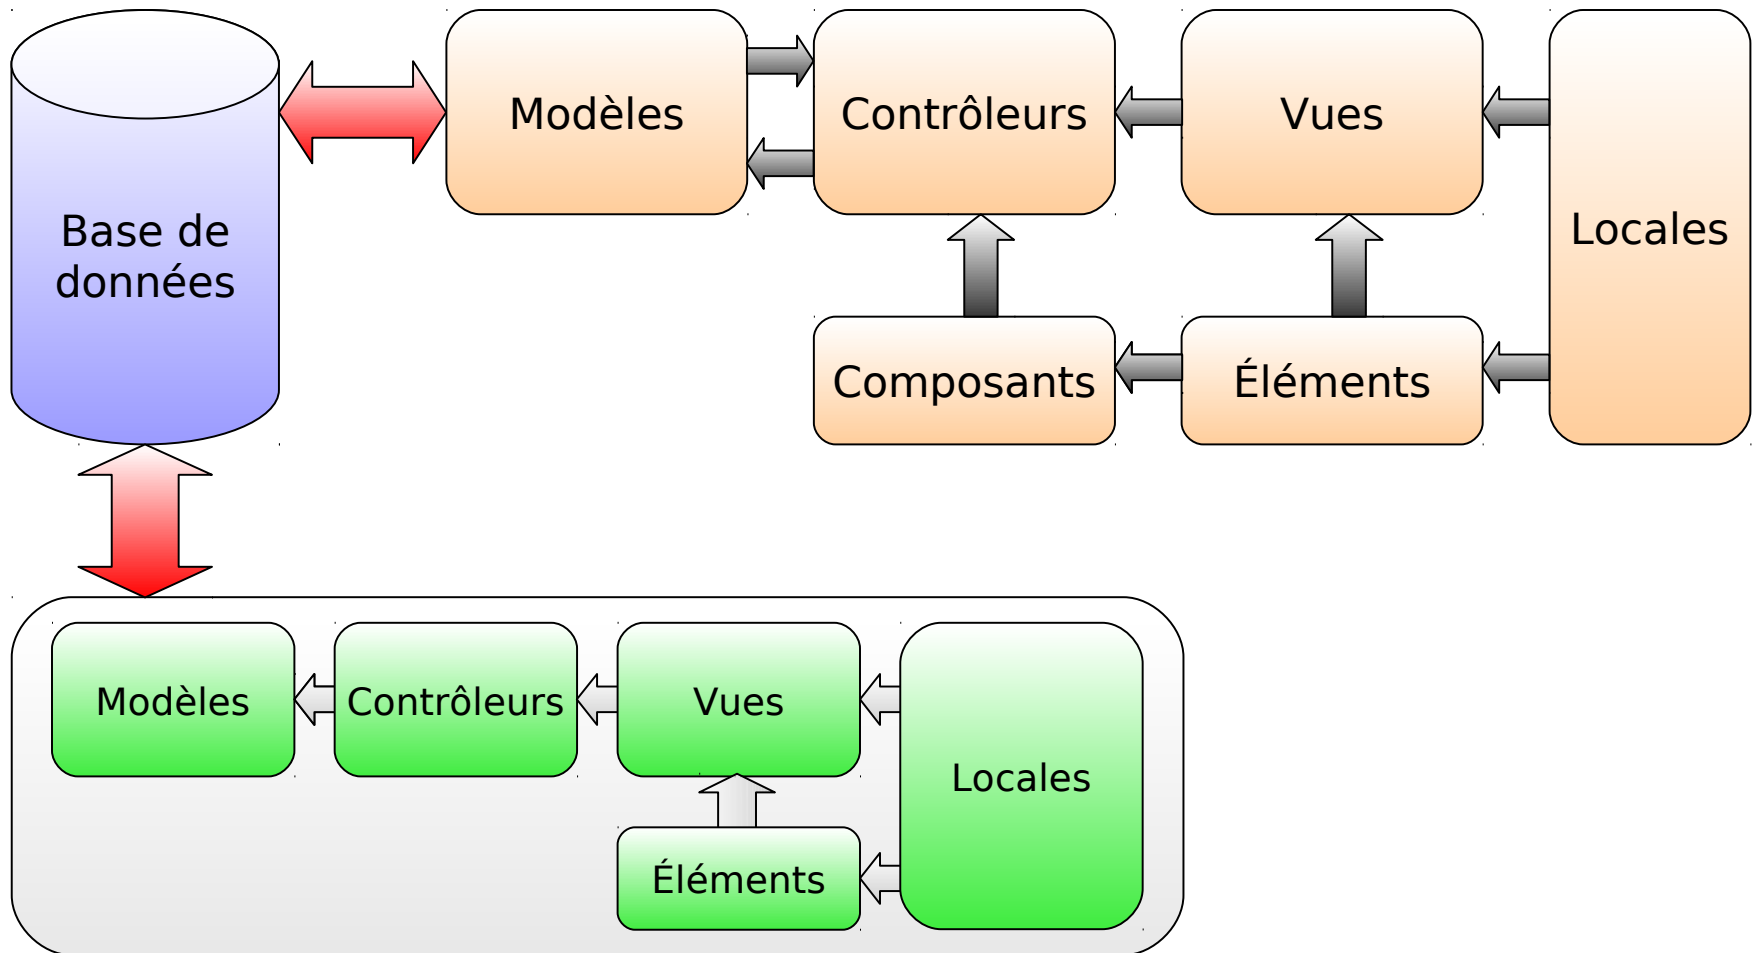 Modèles
Contrôleurs
Vues
Locales
Base de
données
Composants
Éléments
Modèles
Contrôleurs
Vues
Locales
Éléments